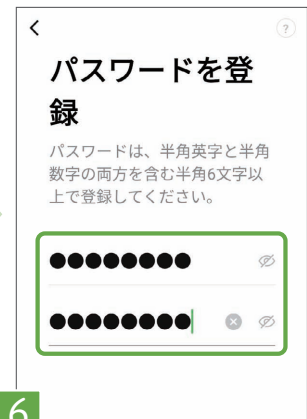 ?
パスワードを登
録
パスワードは、半角英字と半角
数字の両方を含む半角6文字以
上で登録してください。
●●●●●●●●
●●●●●●●●
6